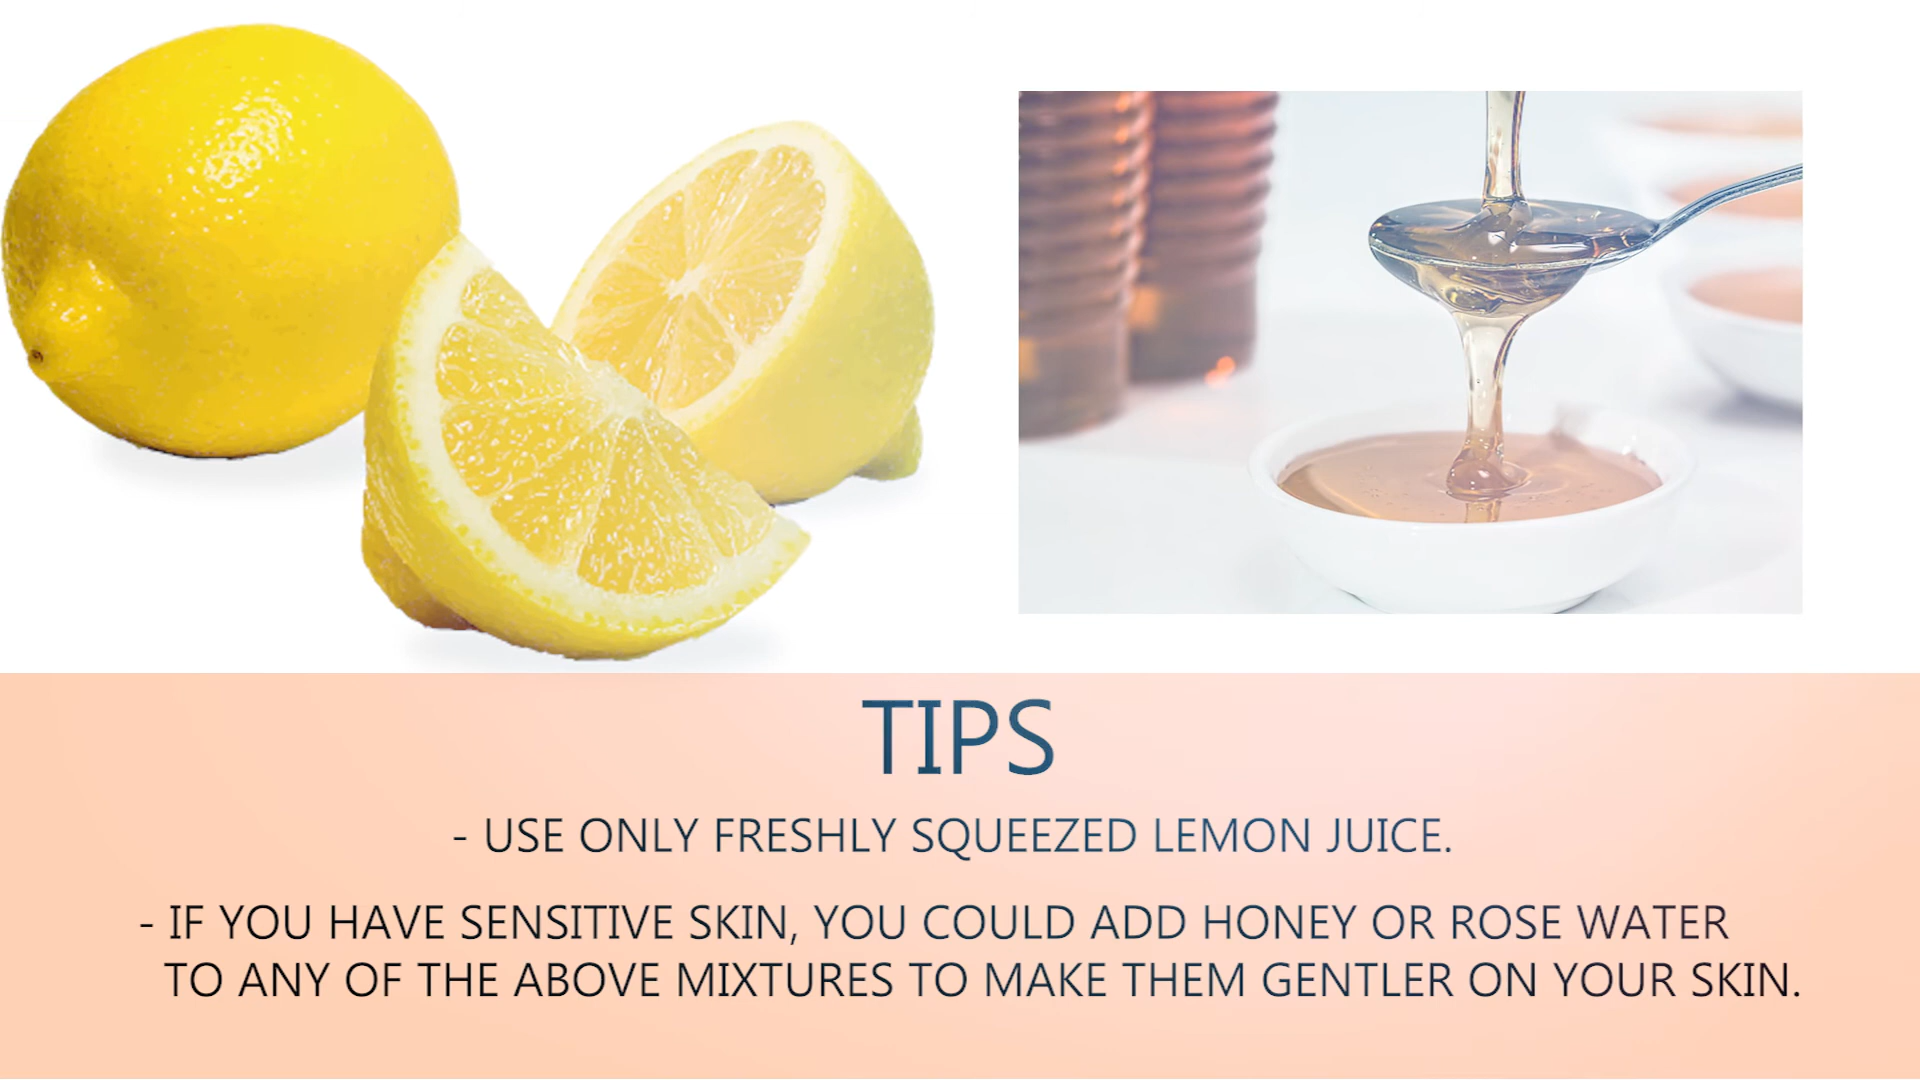 TIPS
- USE ONLY FRESHLY SQUEEZED LEMON JUICE.
- IF YOU HAVE SENSITIVE SKIN, YOU COULD ADD HONEY OR ROSE WATER
TO ANY OF THE ABOVE MIXTURES TO MAKE THEM GENTLER ON YOUR SKIN.